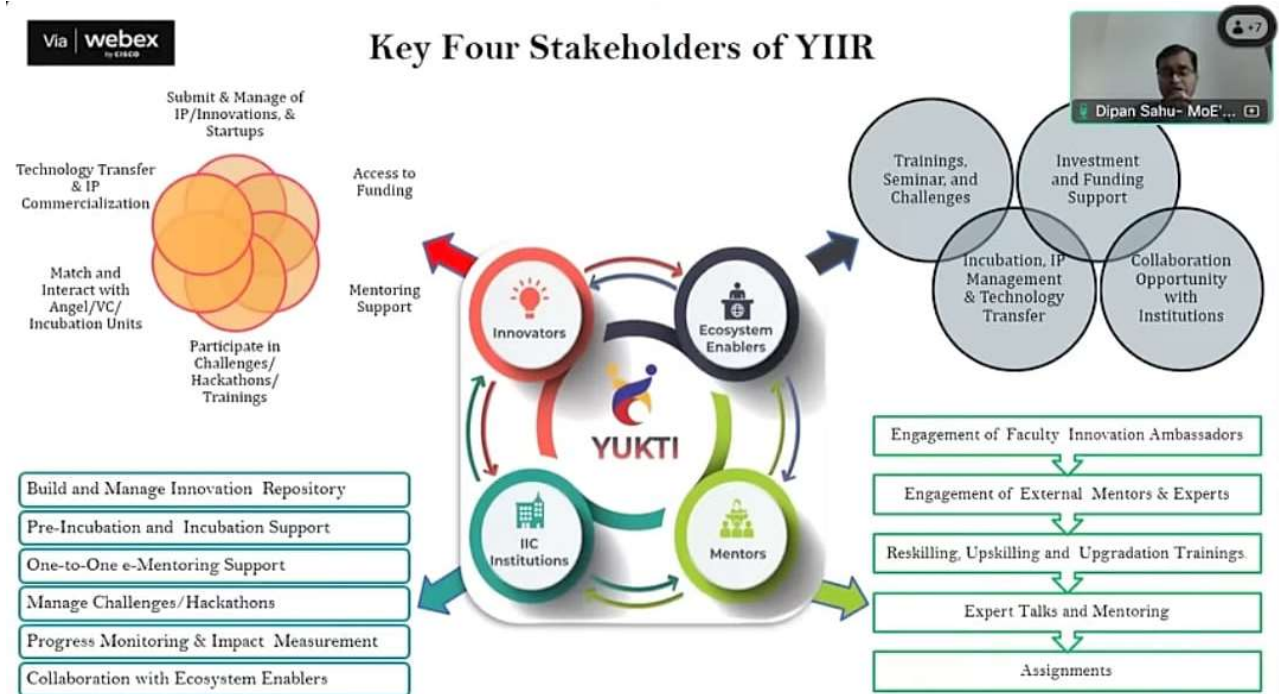 Via webex
by CISCO
Key Four Stakeholders of YIIR
+7
Dipan Sahu- MoE'...
Submit & Manage of
IP/Innovations, &
Startups
Technology Transfer
& IP
Commercialization
Access to
Funding
Match and
Interact with
Angel/VC/
Incubation Units
Mentoring
Support
Participate in
Challenges/
Hackathons/
Trainings
Trainings,
Seminar, and
Challenges
Investment
and Funding
Support
Incubation, IP
Management
& Technology
Transfer
Collaboration
Opportunity
with
Institutions
Innovators
Ecosystem
Enablers
YUKTI
IIC
Institutions
Mentors
Build and Manage Innovation Repository
Pre-Incubation and Incubation Support
One-to-One e-Mentoring Support
Manage Challenges/Hackathons
Progress Monitoring & Impact Measurement
Collaboration with Ecosystem Enablers
Engagement of Faculty Innovation Ambassadors
Engagement of External Mentors & Experts
Reskilling, Upskilling and Upgradation Trainings.
Expert Talks and Mentoring
Assignments